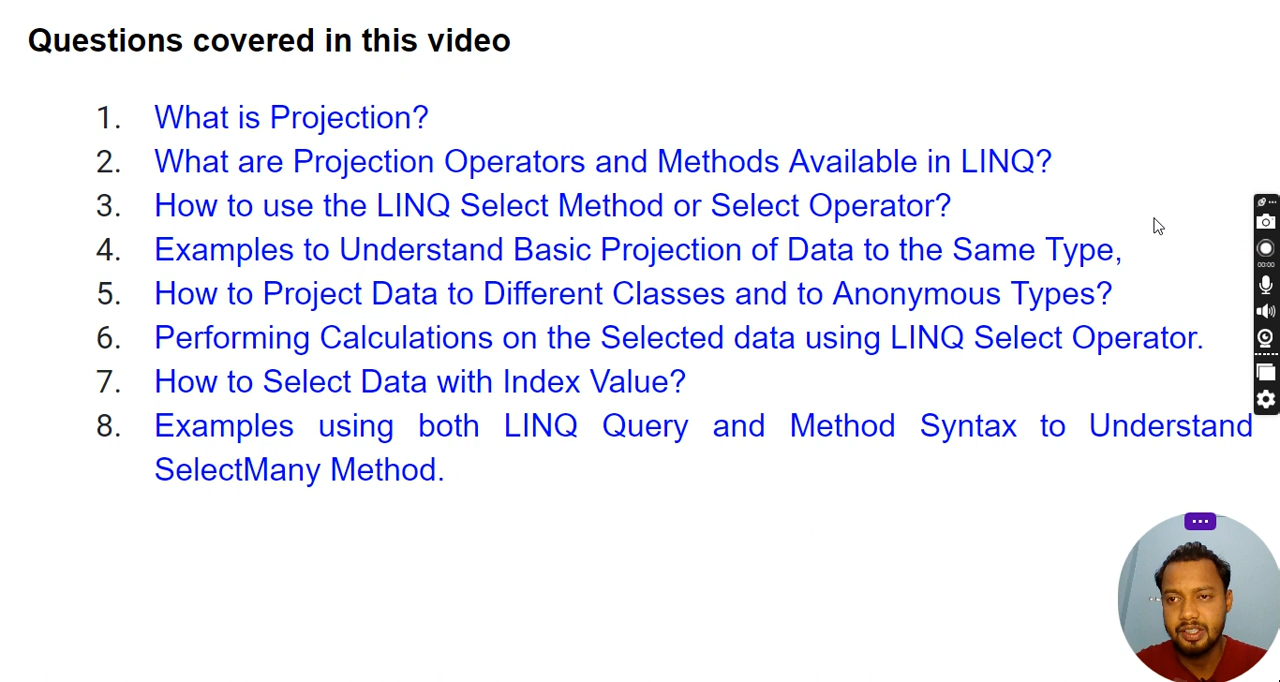 Questions covered in this video
1. What is Projection?
2. What are Projection Operators and Methods Available in LINQ?
3. How to use the LINQ Select Method or Select Operator?
4. Examples to Understand Basic Projection of Data to the Same Type,
5. How to Project Data to Different Classes and to Anonymous Types?
6. Performing Calculations on the Selected data using LINQ Select Operator.
7. How to Select Data with Index Value?
8. Examples using both LINQ Query and Method Syntax to Understand
SelectMany Method.
00:00